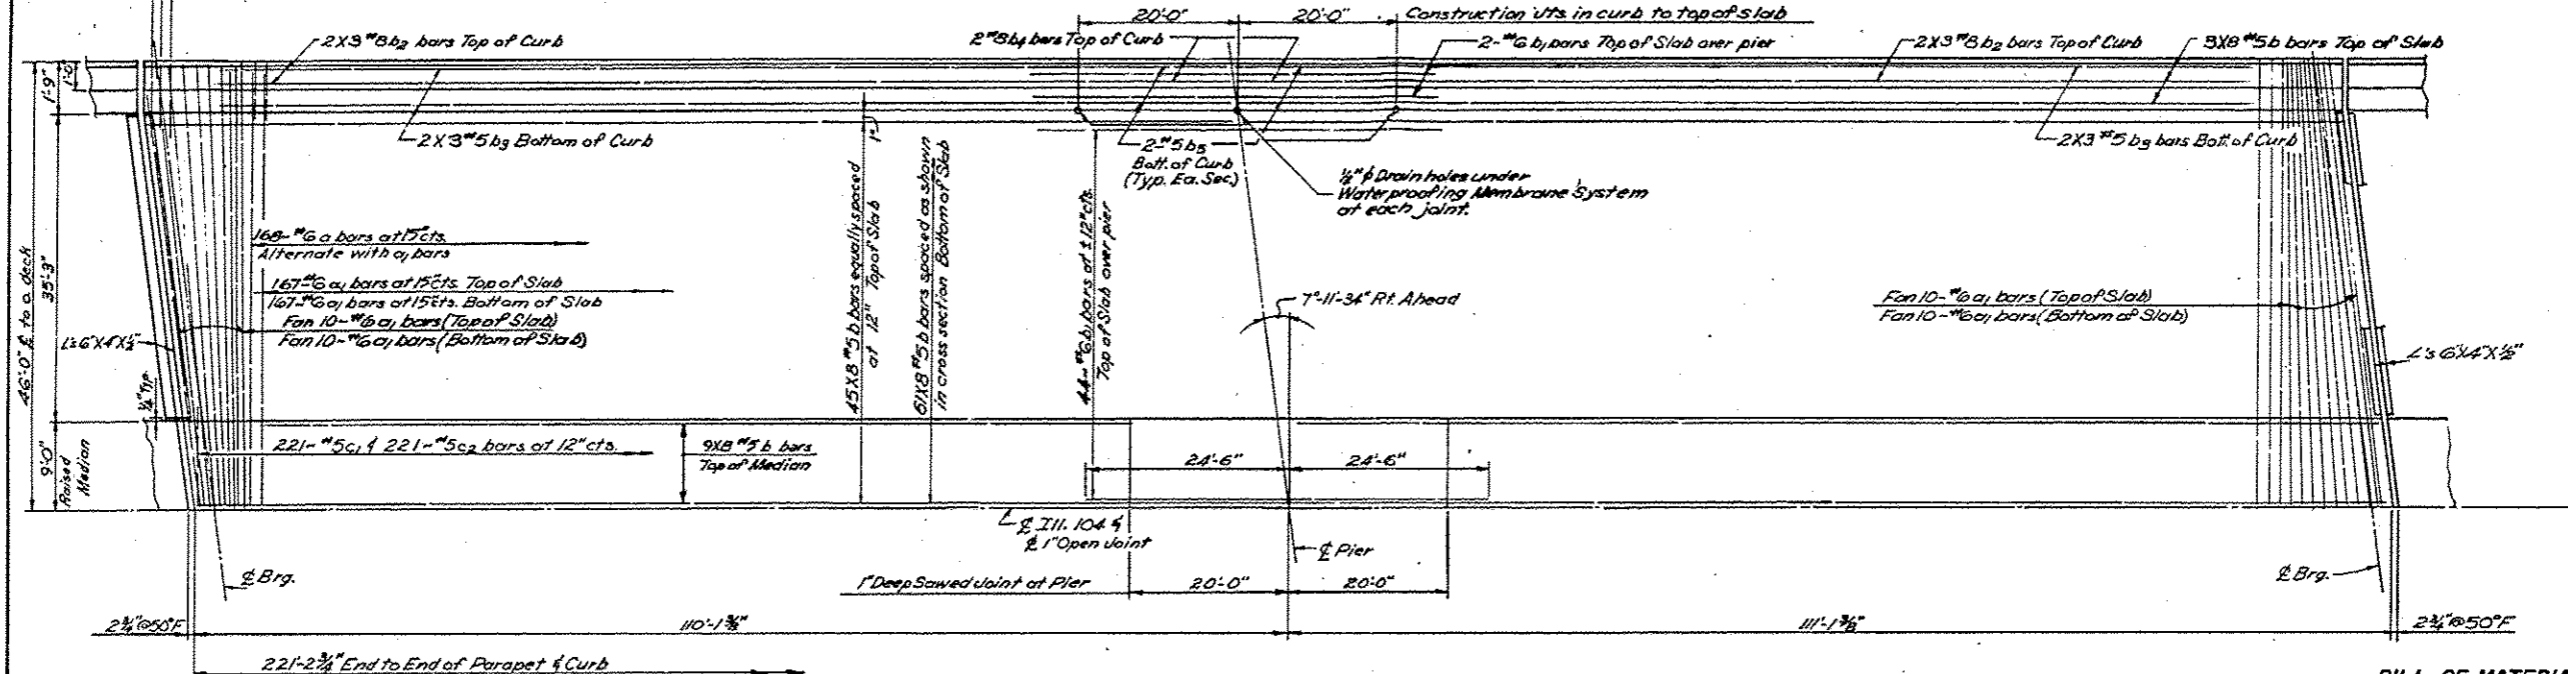 20'-0" 20'-0" Construction Jts. in curb to top of slab
2X3 #8 b2 bars Top of Curb
2 #8 b4 bars Top of Curb
2-#6 b1 bars Top of Slab over pier
2X3 #8 b2 bars Top of Curb
3X8 #5 b bars Top of Slab
1'-9"
1'-0"
2X3 #5 b3 Bottom of Curb
2-#5 b5
Bott. of Curb
(Typ. Ea. Sec.)
2X3 #5 b3 bars Bott. of Curb
1/2" φ Drain holes under
Waterproofing Membrane System
at each joint.
46'-0" ℄ to o. deck
35'-3"
168-#6 a bars at 15" cts.
Alternate with a1 bars
167-#6 a1 bars at 15" cts. Top of Slab
167-#6 a1 bars at 15" cts. Bottom of Slab
Fan 10-#6 a1 bars (Top of Slab)
Fan 10-#6 a1 bars (Bottom of Slab)
L's 6"X4"X½"
45X8 #5 b bars equally spaced
at 12" Top of Slab
1'-0
61X8 #5 b bars spaced as shown
in cross section Bottom of Slab
44-#6 b1 bars at ±12" cts.
Top of Slab over pier
7°-11'-34" Rt. Ahead
Fan 10-#6 a1 bars (Top of Slab)
Fan 10-#6 a1 bars (Bottom of Slab)
L's 6"X4"X½"
¼" Typ.
9'-0"
Raised
Median
221-#5 c1 & 221-#5 c2 bars at 12" cts.
9X8 #5 b bars
Top of Median
24'-6" 24'-6"
℄ Ill. 104 &
℄ 1" Open Joint
℄ Pier
℄ Brg.
℄ Brg.
1" Deep Sawed Joint at Pier 20'-0" 20'-0"
2¾" @ 50°F 110'-1⅜" 111'-1⅜" 2¾" @ 50°F
221'-2¾" End to End of Parapet & Curb